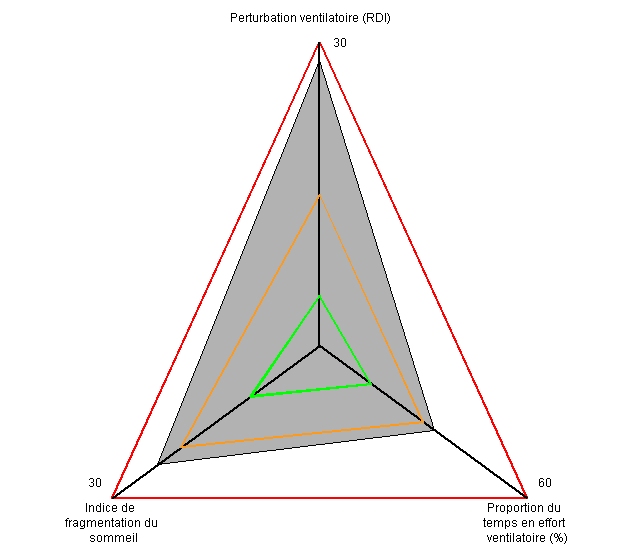 Perturbation ventilatoire (RDI)
30
30
60
Indice de
fragmentation du
sommeil
Proportion du
temps en effort
ventilatoire (%)